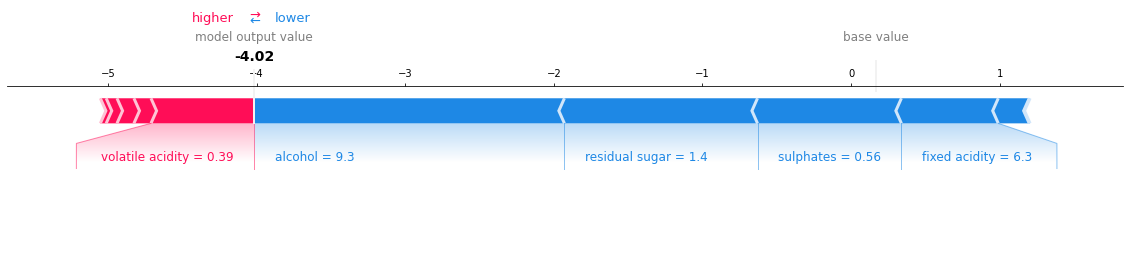 higher ⇄ lower
model output value base value
-4.02
−5 −4 −3 −2 −1 0 1
volatile acidity = 0.39 alcohol = 9.3 residual sugar = 1.4 sulphates = 0.56 fixed acidity = 6.3